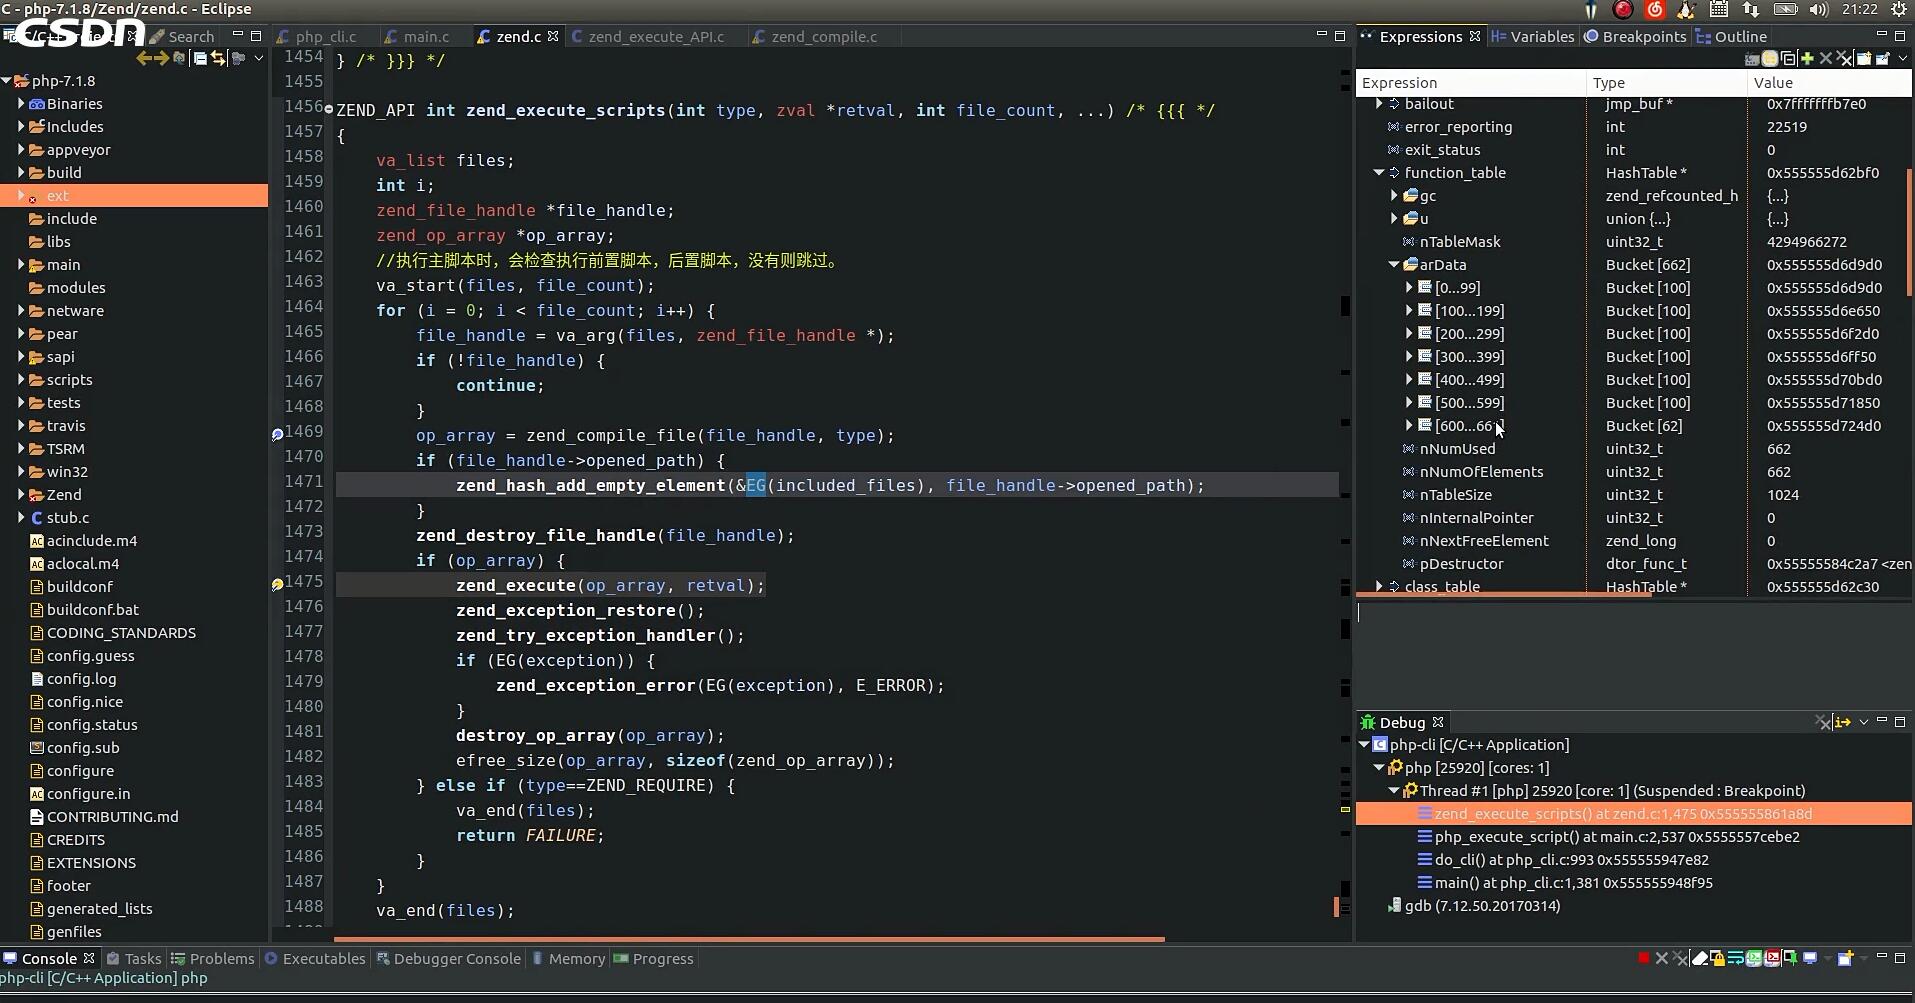 C - php-7.1.8/Zend/zend.c - Eclipse
21:22
CSDN
Search
php_cli.c
main.c
zend.c
zend_execute_API.c
zend_compile.c
php-7.1.8
Binaries
Includes
appveyor
build
ext
include
libs
main
modules
netware
pear
sapi
scripts
tests
travis
TSRM
win32
Zend
stub.c
acinclude.m4
aclocal.m4
buildconf
buildconf.bat
CODING_STANDARDS
config.guess
config.log
config.nice
config.status
config.sub
configure
configure.in
CONTRIBUTING.md
CREDITS
EXTENSIONS
footer
generated_lists
genfiles
1454 } /* }}} */
1455
1456 ZEND_API int zend_execute_scripts(int type, zval *retval, int file_count, ...) /* {{{ */
1457 {
1458 va_list files;
1459 int i;
1460 zend_file_handle *file_handle;
1461 zend_op_array *op_array;
1462 //执行主脚本时，会检查执行前置脚本，后置脚本，没有则跳过。
1463 va_start(files, file_count);
1464 for (i = 0; i < file_count; i++) {
1465 file_handle = va_arg(files, zend_file_handle *);
1466 if (!file_handle) {
1467 continue;
1468 }
1469 op_array = zend_compile_file(file_handle, type);
1470 if (file_handle->opened_path) {
1471 zend_hash_add_empty_element(&EG(included_files), file_handle->opened_path);
1472 }
1473 zend_destroy_file_handle(file_handle);
1474 if (op_array) {
1475 zend_execute(op_array, retval);
1476 zend_exception_restore();
1477 zend_try_exception_handler();
1478 if (EG(exception)) {
1479 zend_exception_error(EG(exception), E_ERROR);
1480 }
1481 destroy_op_array(op_array);
1482 efree_size(op_array, sizeof(zend_op_array));
1483 } else if (type==ZEND_REQUIRE) {
1484 va_end(files);
1485 return FAILURE;
1486 }
1487 }
1488 va_end(files);
Expressions
Variables
Breakpoints
Outline
Expression Type Value
bailout jmp_buf * 0x7fffffffb7e0
error_reporting int 22519
exit_status int 0
function_table HashTable * 0x555555d62bf0
gc zend_refcounted_h {...}
u union {...} {...}
nTableMask uint32_t 4294966272
arData Bucket [662] 0x555555d6d9d0
[0...99] Bucket [100] 0x555555d6d9d0
[100...199] Bucket [100] 0x555555d6e650
[200...299] Bucket [100] 0x555555d6f2d0
[300...399] Bucket [100] 0x555555d6ff50
[400...499] Bucket [100] 0x555555d70bd0
[500...599] Bucket [100] 0x555555d71850
[600...661] Bucket [62] 0x555555d724d0
nNumUsed uint32_t 662
nNumOfElements uint32_t 662
nTableSize uint32_t 1024
nInternalPointer uint32_t 0
nNextFreeElement zend_long 0
pDestructor dtor_func_t 0x55555584c2a7 <zen
class_table HashTable * 0x555555d62c30
Debug
php-cli [C/C++ Application]
php [25920] [cores: 1]
Thread #1 [php] 25920 [core: 1] (Suspended : Breakpoint)
zend_execute_scripts() at zend.c:1,475 0x555555861a8d
php_execute_script() at main.c:2,537 0x5555557cebe2
do_cli() at php_cli.c:993 0x555555947e82
main() at php_cli.c:1,381 0x555555948f95
gdb (7.12.50.20170314)
Console
Tasks
Problems
Executables
Debugger Console
Memory
Progress
php-cli [C/C++ Application] php